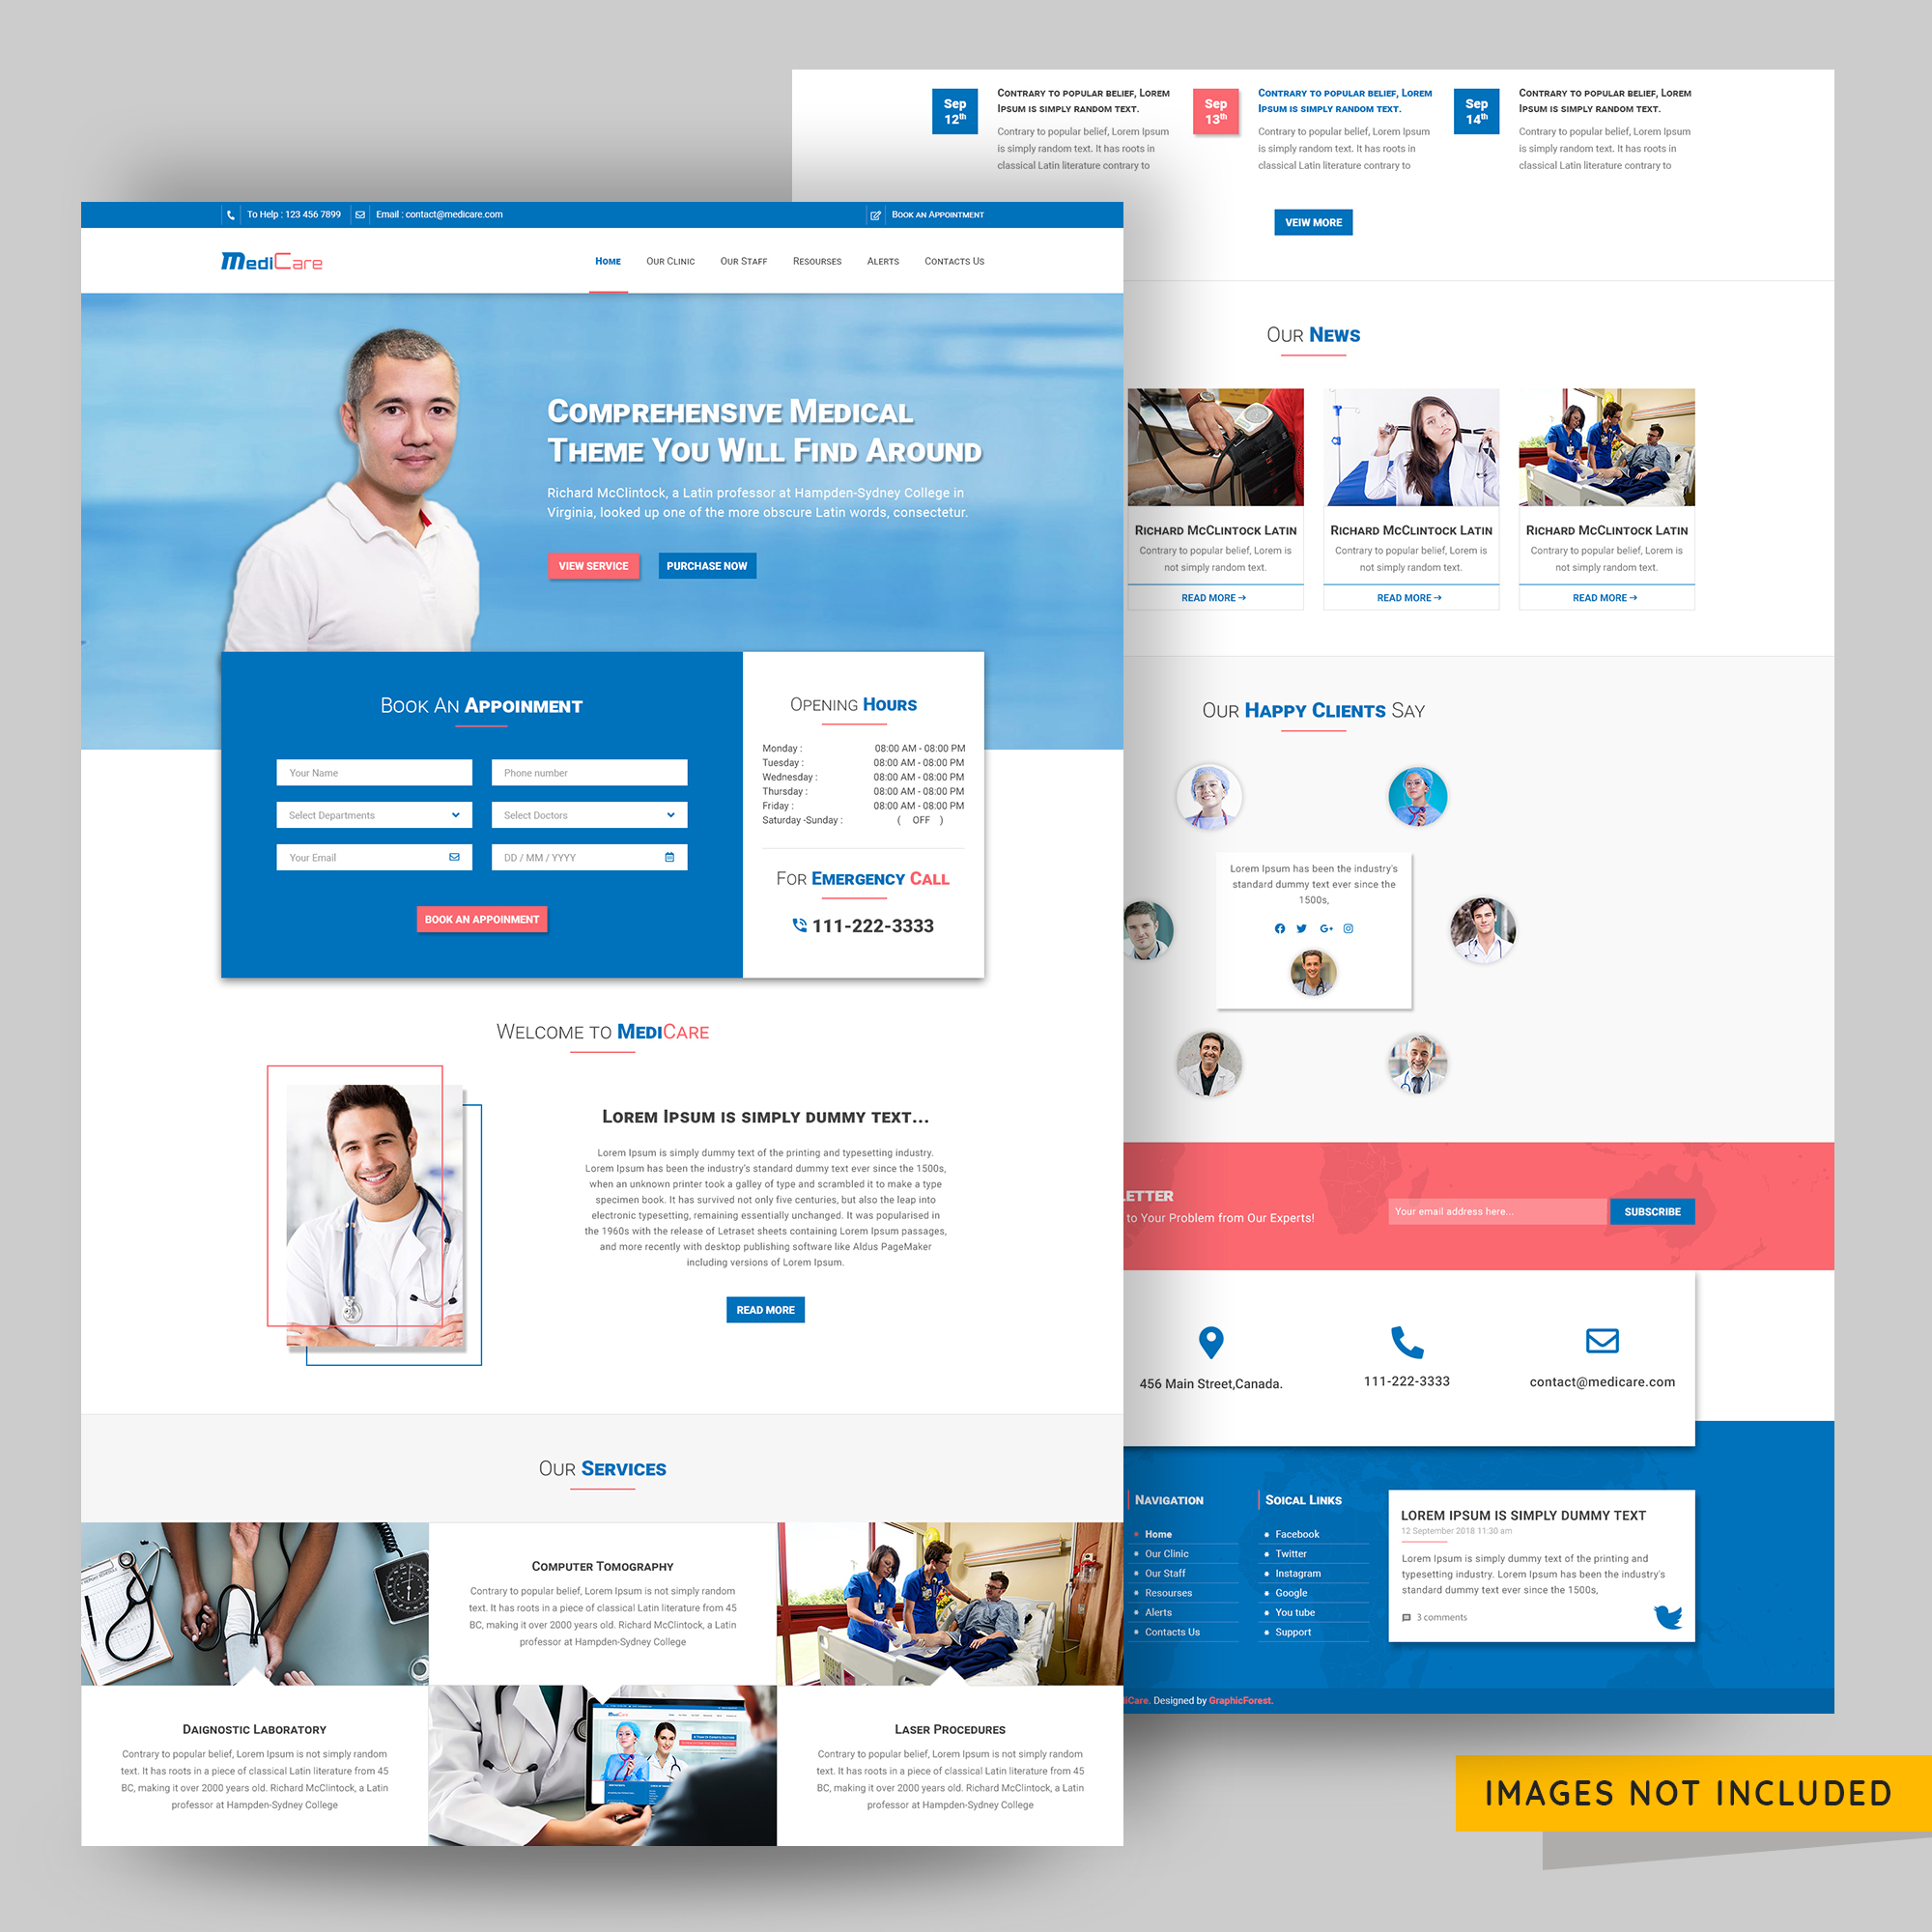 To Help : 123 456 7899
Email : contact@medicare.com
Book an Appointment
MediCare
Home
Our Clinic
Our Staff
Resourses
Alerts
Contacts Us
Comprehensive Medical
Theme You Will Find Around
Richard McClintock, a Latin professor at Hampden-Sydney College in
Virginia, looked up one of the more obscure Latin words, consectetur.
VIEW SERVICE
PURCHASE NOW
Book An Appoinment
Your Name
Phone number
Select Departments
Select Doctors
Your Email
DD / MM / YYYY
BOOK AN APPOINMENT
Opening Hours
Monday : 08:00 AM - 08:00 PM
Tuesday : 08:00 AM - 08:00 PM
Wednesday : 08:00 AM - 08:00 PM
Thursday : 08:00 AM - 08:00 PM
Friday : 08:00 AM - 08:00 PM
Saturday -Sunday : ( OFF )
For Emergency Call
111-222-3333
Welcome to MediCare
Lorem Ipsum is simply dummy text...
Lorem Ipsum is simply dummy text of the printing and typesetting industry.
Lorem Ipsum has been the industry's standard dummy text ever since the 1500s,
when an unknown printer took a galley of type and scrambled it to make a type
specimen book. It has survived not only five centuries, but also the leap into
electronic typesetting, remaining essentially unchanged. It was popularised in
the 1960s with the release of Letraset sheets containing Lorem Ipsum passages,
and more recently with desktop publishing software like Aldus PageMaker
including versions of Lorem Ipsum.
READ MORE
Our Services
Computer Tomography
Contrary to popular belief, Lorem Ipsum is not simply random
text. It has roots in a piece of classical Latin literature from 45
BC, making it over 2000 years old. Richard McClintock, a Latin
professor at Hampden-Sydney College
Daignostic Laboratory
Contrary to popular belief, Lorem Ipsum is not simply random
text. It has roots in a piece of classical Latin literature from 45
BC, making it over 2000 years old. Richard McClintock, a Latin
professor at Hampden-Sydney College
MediCare
Laser Procedures
Contrary to popular belief, Lorem Ipsum is not simply random
text. It has roots in a piece of classical Latin literature from 45
BC, making it over 2000 years old. Richard McClintock, a Latin
professor at Hampden-Sydney College
Sep
12th
Contrary to popular belief, Lorem
Ipsum is simply random text.
Contrary to popular belief, Lorem Ipsum
is simply random text. It has roots in
classical Latin literature contrary to
Sep
13th
Contrary to popular belief, Lorem
Ipsum is simply random text.
Contrary to popular belief, Lorem Ipsum
is simply random text. It has roots in
classical Latin literature contrary to
Sep
14th
Contrary to popular belief, Lorem
Ipsum is simply random text.
Contrary to popular belief, Lorem Ipsum
is simply random text. It has roots in
classical Latin literature contrary to
VEIW MORE
Our News
Richard McClintock Latin
Contrary to popular belief, Lorem is
not simply random text.
READ MORE
Richard McClintock Latin
Contrary to popular belief, Lorem is
not simply random text.
READ MORE
Richard McClintock Latin
Contrary to popular belief, Lorem is
not simply random text.
READ MORE
Our Happy Clients Say
Lorem Ipsum has been the industry's
standard dummy text ever since the
1500s,
LETTER
to Your Problem from Our Experts!
Your email address here...
SUBSCRIBE
456 Main Street,Canada.
111-222-3333
contact@medicare.com
Navigation
Home
Our Clinic
Our Staff
Resourses
Alerts
Contacts Us
Soical Links
Facebook
Twitter
Instagram
Google
You tube
Support
LOREM IPSUM IS SIMPLY DUMMY TEXT
12 September 2018 11:30 am
Lorem Ipsum is simply dummy text of the printing and
typesetting industry. Lorem Ipsum has been the industry's
standard dummy text ever since the 1500s,
3 comments
diCare. Designed by GraphicForest.
IMAGES NOT INCLUDED